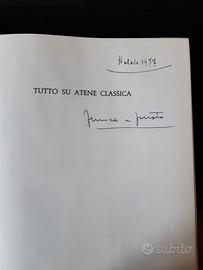 Natale 1977
TUTTO SU ATENE CLASSICA
subito